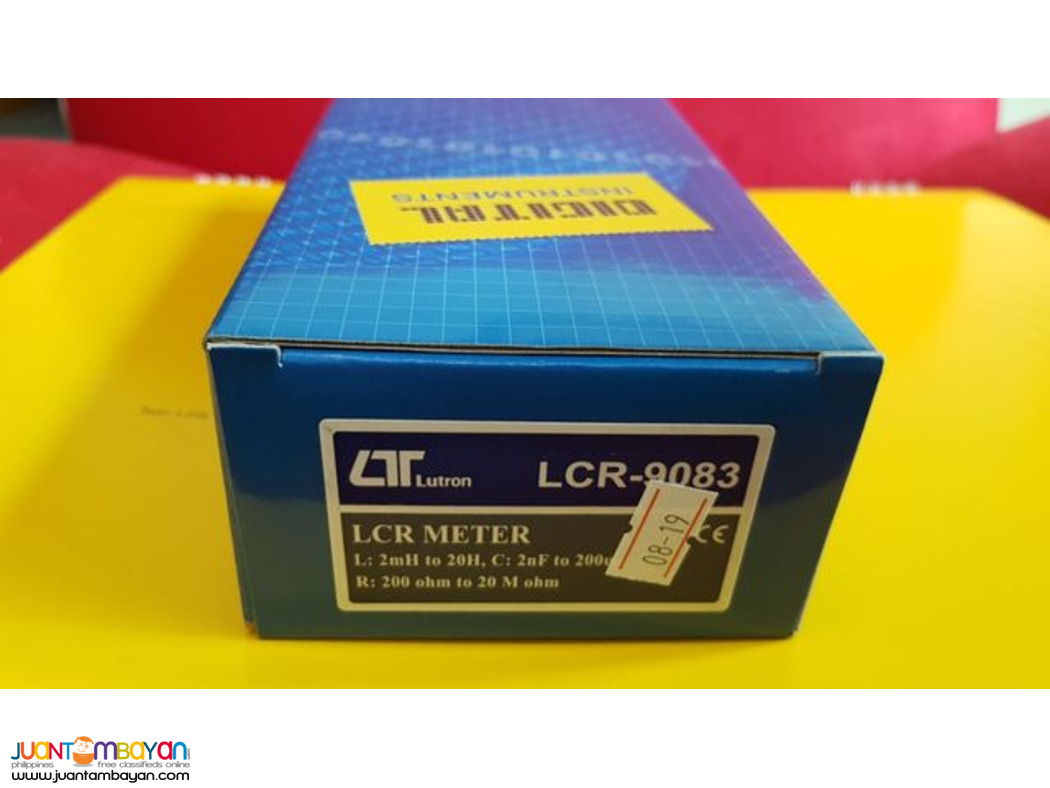 DIGITAL
INSTRUMENTS
LT Lutron
LCR-9083
LCR METER
CE
L: 2mH to 20H, C: 2nF to
R: 200 ohm to 20 M ohm
08-19
JUANTAMBAYAN
philippines free classifieds online
www.juantambayan.com